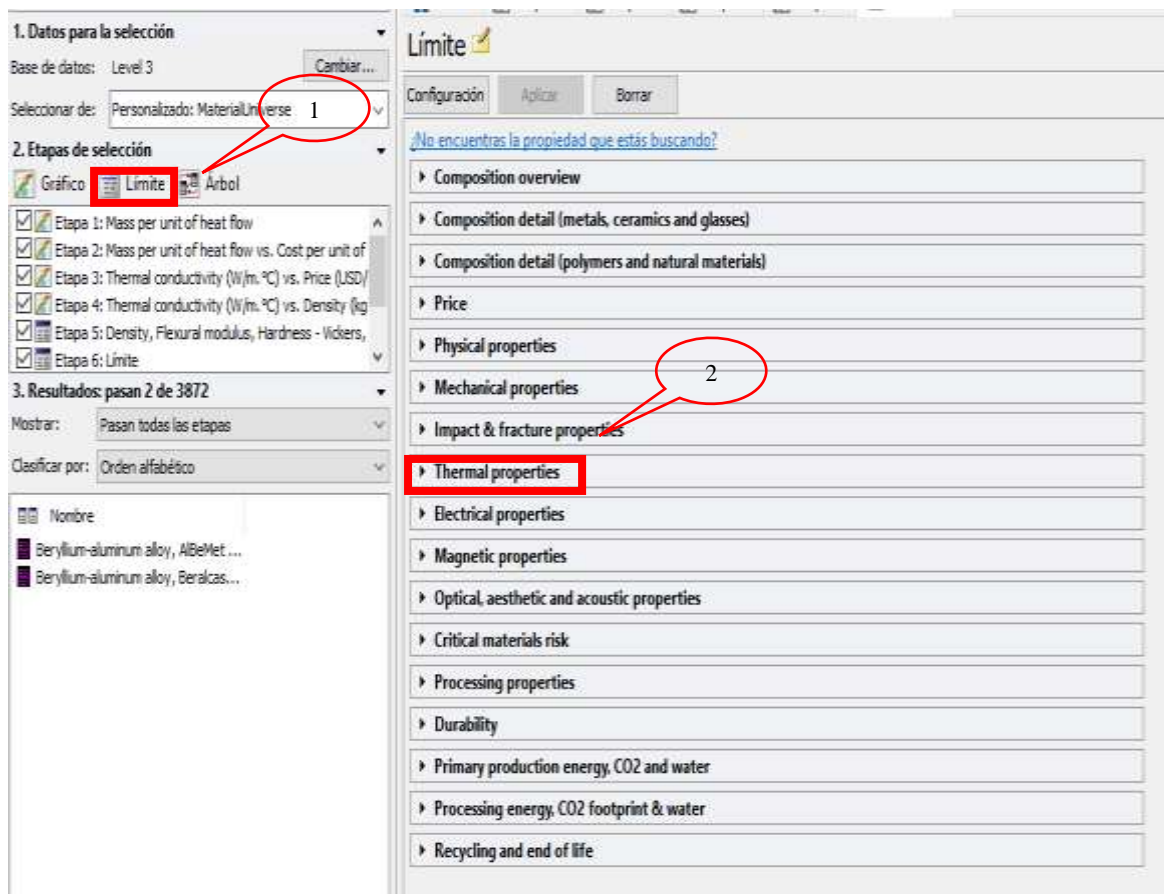 1. Datos para la selección
Base de datos: Level 3 Cambiar...
Seleccionar de: Personalizado: MaterialUniverse
1
2. Etapas de selección
Gráfico Límite Árbol
Etapa 1: Mass per unit of heat flow
Etapa 2: Mass per unit of heat flow vs. Cost per unit of
Etapa 3: Thermal conductivity (W/m.°C) vs. Price (USD/
Etapa 4: Thermal conductivity (W/m.°C) vs. Density (kg
Etapa 5: Density, Flexural modulus, Hardness - Vickers,
Etapa 6: Límite
3. Resultados: pasan 2 de 3872
Mostrar: Pasan todas las etapas
Clasificar por: Orden alfabético
Nombre
Beryllium-aluminum alloy, AlBeMet ...
Beryllium-aluminum alloy, Beralcas...
Límite
Configuración Aplicar Borrar
¿No encuentras la propiedad que estás buscando?
Composition overview
Composition detail (metals, ceramics and glasses)
Composition detail (polymers and natural materials)
Price
Physical properties
2
Mechanical properties
Impact & fracture properties
Thermal properties
Electrical properties
Magnetic properties
Optical, aesthetic and acoustic properties
Critical materials risk
Processing properties
Durability
Primary production energy, CO2 and water
Processing energy, CO2 footprint & water
Recycling and end of life